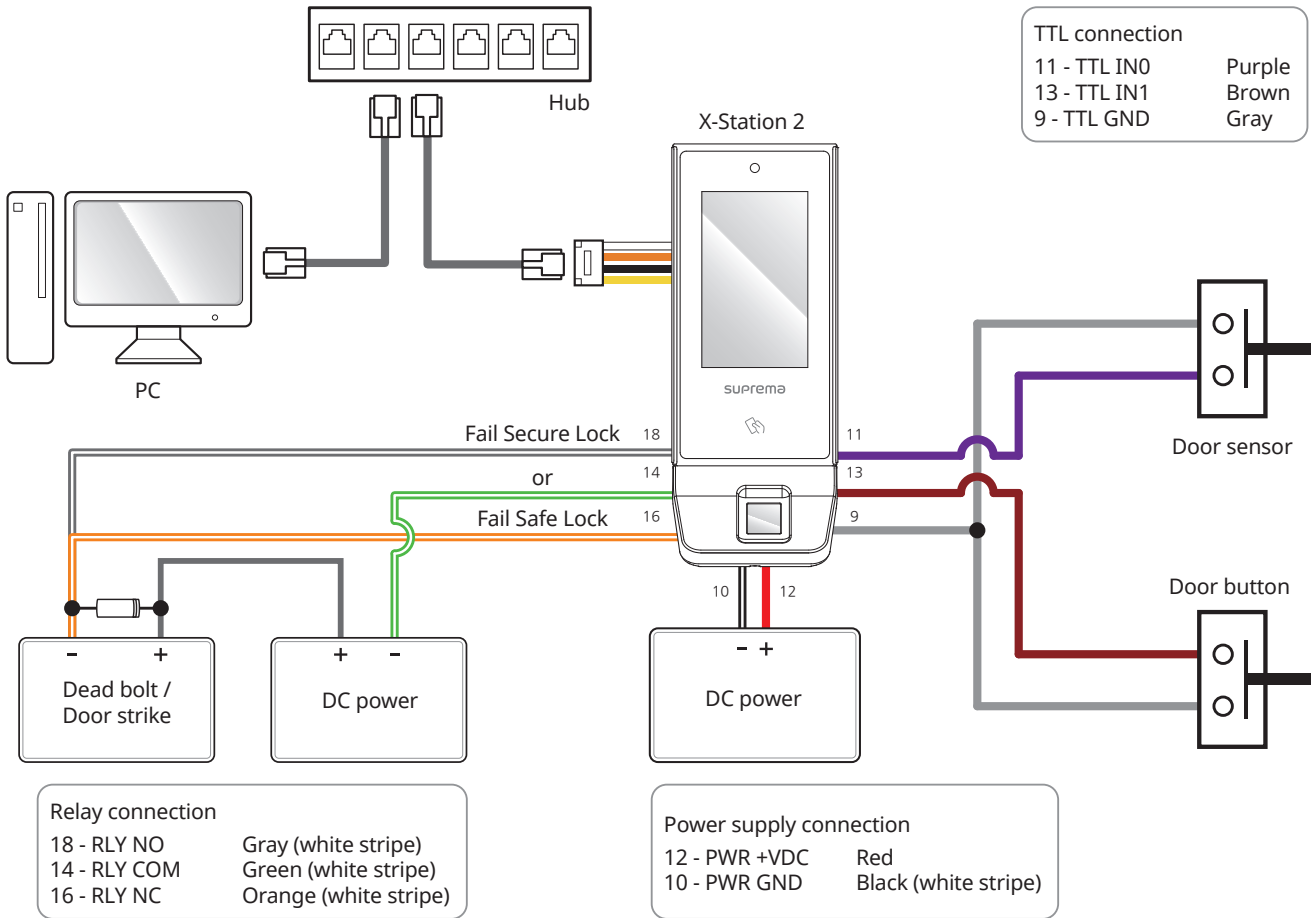 Hub
TTL connection
11 - TTL IN0 Purple
13 - TTL IN1 Brown
9 - TTL GND Gray
X-Station 2
PC
suprema
Door sensor
Fail Secure Lock 18
11
or 14
13
Fail Safe Lock 16
9
10 12
Door button
- +
Dead bolt /
Door strike
+ -
DC power
- +
DC power
Relay connection
18 - RLY NO Gray (white stripe)
14 - RLY COM Green (white stripe)
16 - RLY NC Orange (white stripe)
Power supply connection
12 - PWR +VDC Red
10 - PWR GND Black (white stripe)